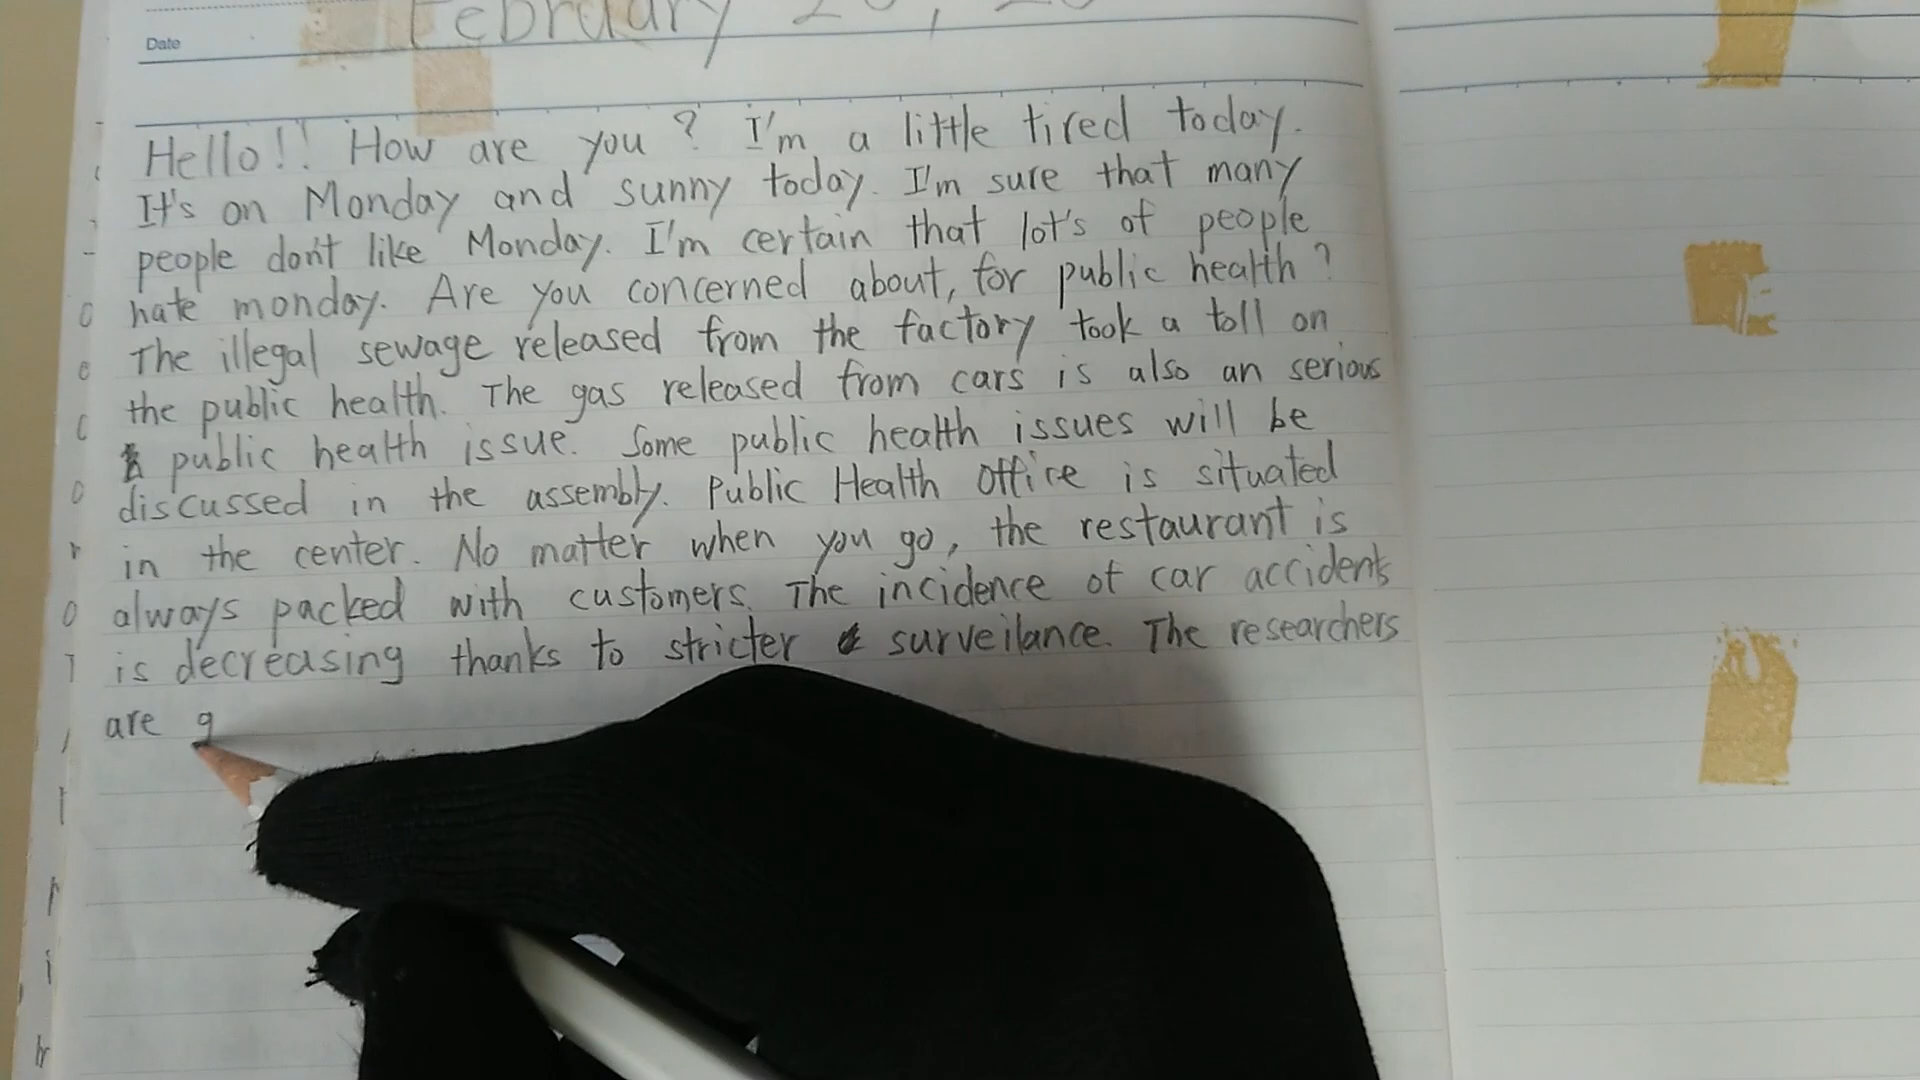 Date February
Hello!! How are you? I'm a little tired today.
It's on Monday and sunny today. I'm sure that many
people don't like Monday. I'm certain that lot's of people
hate monday. Are you concerned about, for public health?
The illegal sewage released from the factory took a toll on
the public health. The gas released from cars is also an serious
public health issue. Some public health issues will be
discussed in the assembly. Public Health Office is situated
in the center. No matter when you go, the restaurant is
always packed with customers. The incidence of car accidents
is decreasing thanks to stricter surveilance. The researchers
are g